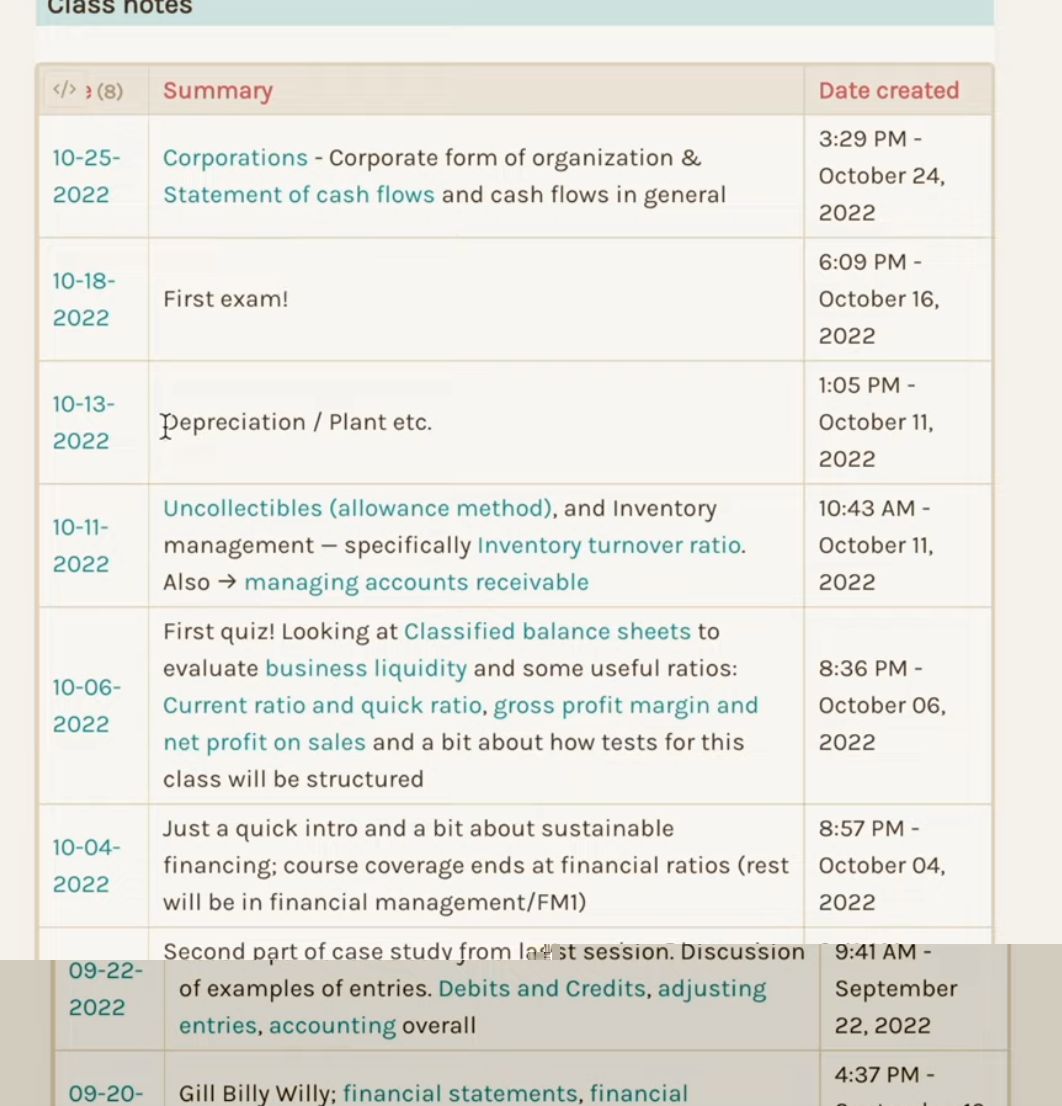 Class notes
</> e (8) Summary Date created
10-25-
2022
Corporations - Corporate form of organization &
Statement of cash flows and cash flows in general
3:29 PM -
October 24,
2022
10-18-
2022
First exam!
6:09 PM -
October 16,
2022
10-13-
2022
Depreciation / Plant etc.
1:05 PM -
October 11,
2022
10-11-
2022
Uncollectibles (allowance method), and Inventory
management — specifically Inventory turnover ratio.
Also → managing accounts receivable
10:43 AM -
October 11,
2022
10-06-
2022
First quiz! Looking at Classified balance sheets to
evaluate business liquidity and some useful ratios:
Current ratio and quick ratio, gross profit margin and
net profit on sales and a bit about how tests for this
class will be structured
8:36 PM -
October 06,
2022
10-04-
2022
Just a quick intro and a bit about sustainable
financing; course coverage ends at financial ratios (rest
will be in financial management/FM1)
8:57 PM -
October 04,
2022
09-22-
2022
Second part of case study from last session. Discussion
of examples of entries. Debits and Credits, adjusting
entries, accounting overall
9:41 AM -
September
22, 2022
09-20-
Gill Billy Willy; financial statements, financial
4:37 PM -